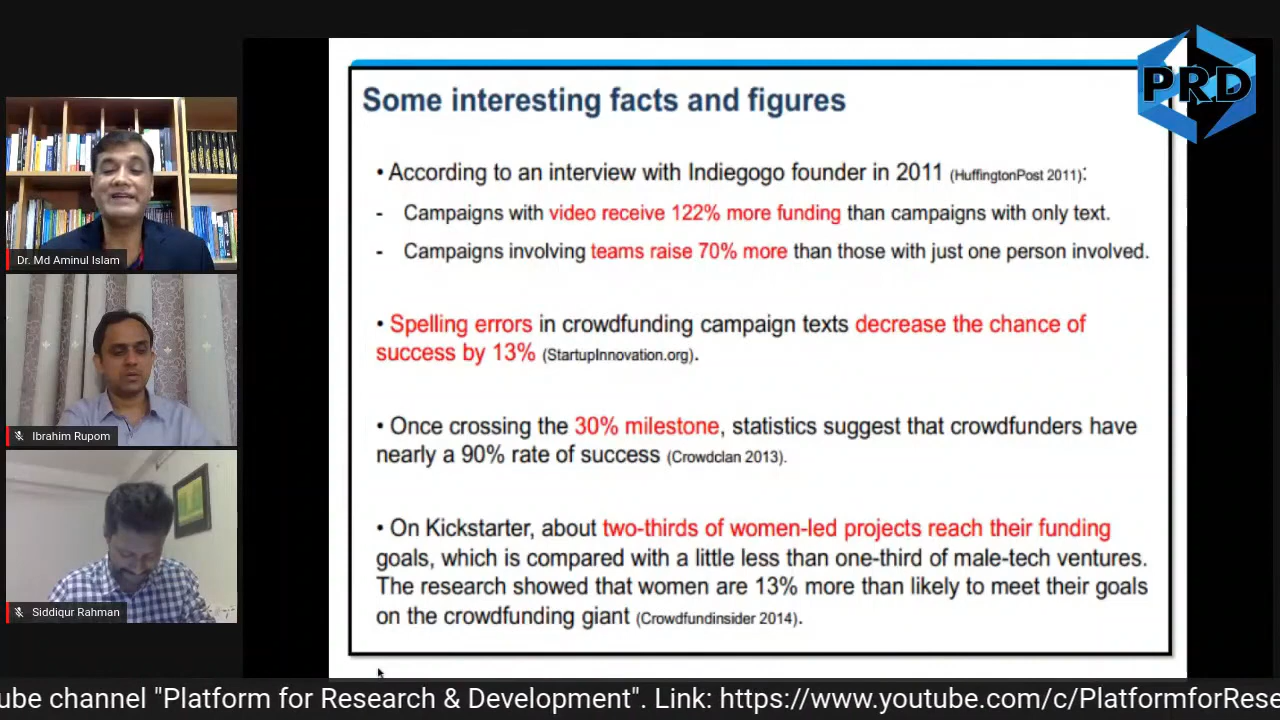 PRD
Some interesting facts and figures
• According to an interview with Indiegogo founder in 2011 (HuffingtonPost 2011):
- Campaigns with video receive 122% more funding than campaigns with only text.
- Campaigns involving teams raise 70% more than those with just one person involved.
• Spelling errors in crowdfunding campaign texts decrease the chance of
success by 13% (StartupInnovation.org).
• Once crossing the 30% milestone, statistics suggest that crowdfunders have
nearly a 90% rate of success (Crowdclan 2013).
• On Kickstarter, about two-thirds of women-led projects reach their funding
goals, which is compared with a little less than one-third of male-tech ventures.
The research showed that women are 13% more than likely to meet their goals
on the crowdfunding giant (Crowdfundinsider 2014).
Dr. Md Aminul Islam
Ibrahim Rupom
Siddiqur Rahman
ube channel "Platform for Research & Development". Link: https://www.youtube.com/c/PlatformforRese